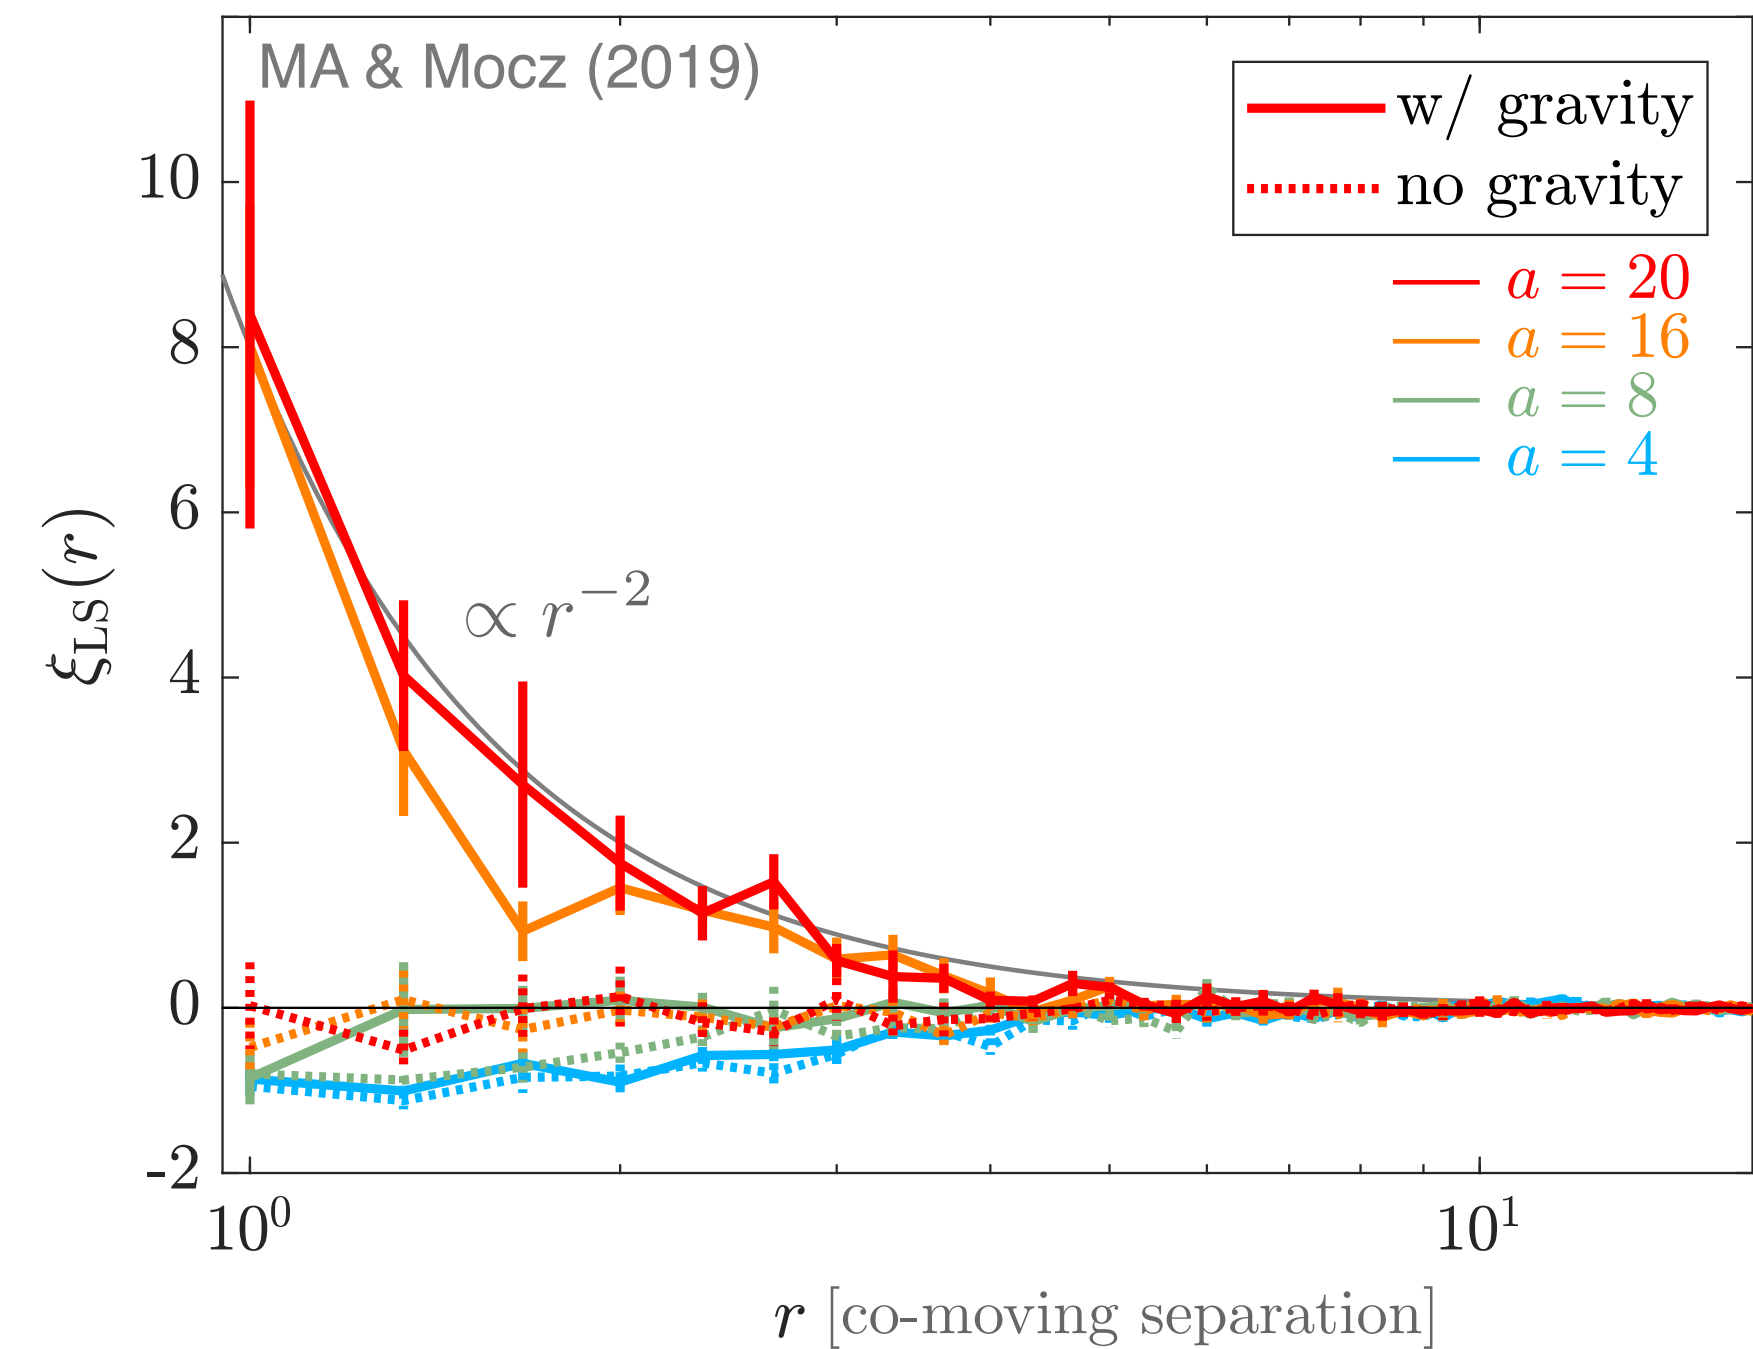 MA & Mocz (2019)
w/ gravity
no gravity
a = 20
a = 16
a = 8
a = 4
∝ r⁻²
ξ_LS(r)
10
8
6
4
2
0
-2
10⁰
10¹
r [co-moving separation]